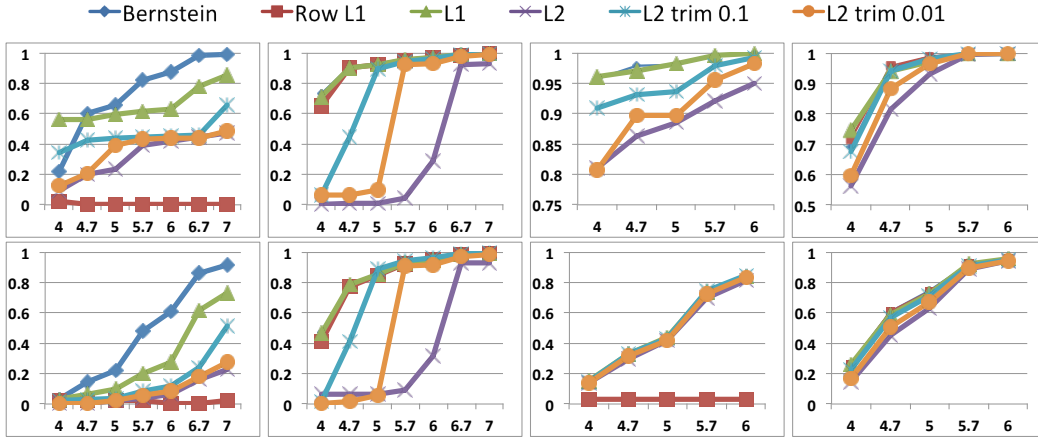 Bernstein Row L1 L1 L2 L2 trim 0.1 L2 trim 0.01
1 1 1 1
0.8 0.8 0.95 0.9
0.6 0.6 0.9 0.8
0.4 0.4 0.85 0.7
0.2 0.2 0.8 0.6
0 0 0.75 0.5
4 4.7 5 5.7 6 6.7 7 4 4.7 5 5.7 6 6.7 7 4 4.7 5 5.7 6 4 4.7 5 5.7 6
1 1 1 1
0.8 0.8 0.8 0.8
0.6 0.6 0.6 0.6
0.4 0.4 0.4 0.4
0.2 0.2 0.2 0.2
0 0 0 0
4 4.7 5 5.7 6 6.7 7 4 4.7 5 5.7 6 6.7 7 4 4.7 5 5.7 6 4 4.7 5 5.7 6